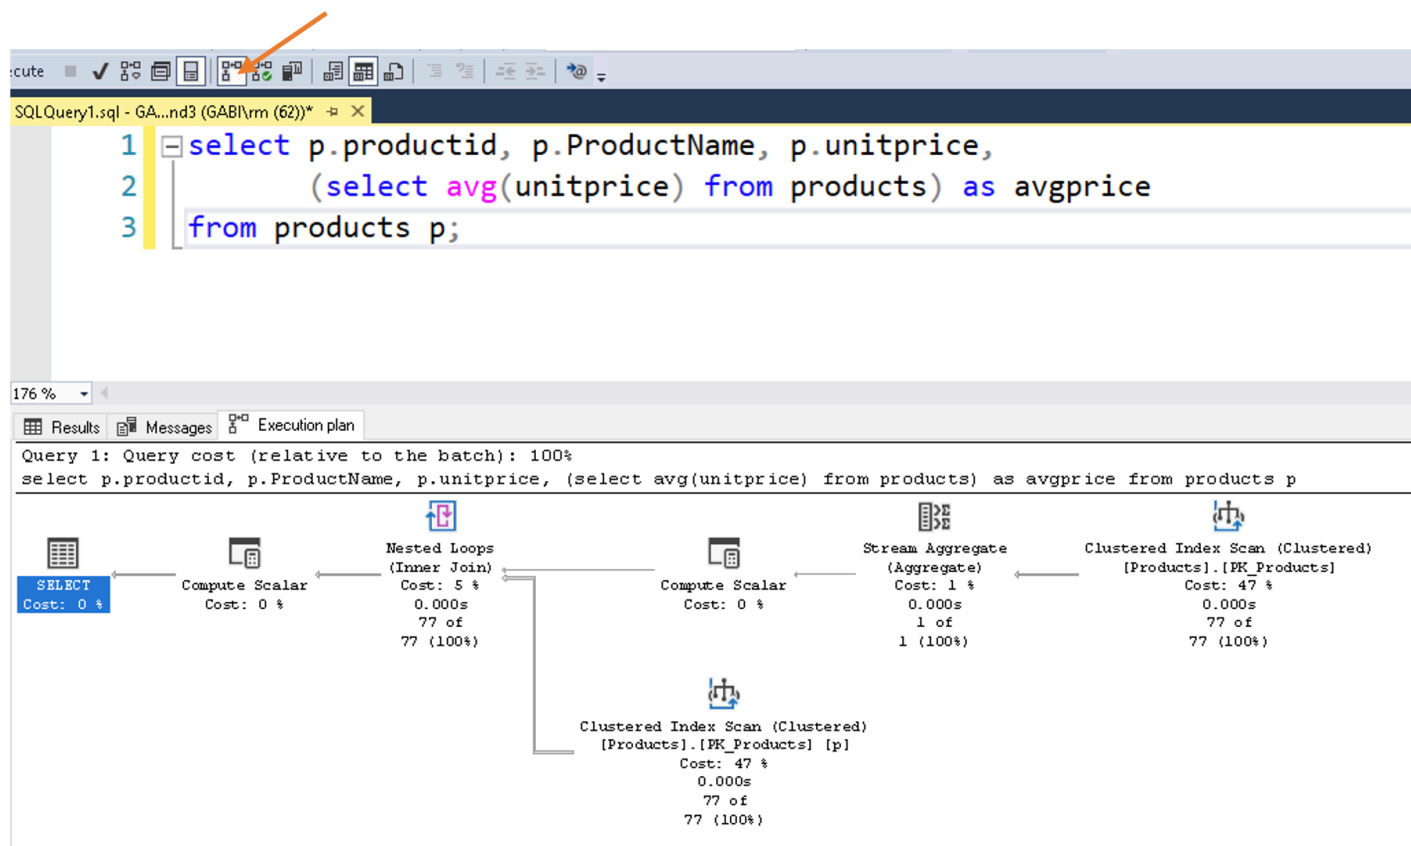 cute
SQLQuery1.sql - GA...nd3 (GABI\rm (62))*
1 select p.productid, p.ProductName, p.unitprice,
2 (select avg(unitprice) from products) as avgprice
3 from products p;
176 %
Results Messages Execution plan
Query 1: Query cost (relative to the batch): 100%
select p.productid, p.ProductName, p.unitprice, (select avg(unitprice) from products) as avgprice from products p
SELECT
Cost: 0 %
Compute Scalar
Cost: 0 %
Nested Loops
(Inner Join)
Cost: 5 %
0.000s
77 of
77 (100%)
Compute Scalar
Cost: 0 %
Stream Aggregate
(Aggregate)
Cost: 1 %
0.000s
1 of
1 (100%)
Clustered Index Scan (Clustered)
[Products].[PK_Products]
Cost: 47 %
0.000s
77 of
77 (100%)
Clustered Index Scan (Clustered)
[Products].[PK_Products] [p]
Cost: 47 %
0.000s
77 of
77 (100%)